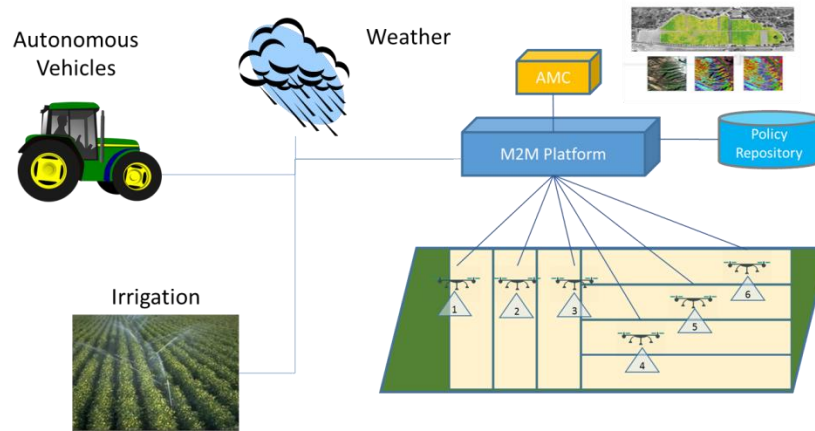 Autonomous
Vehicles
Weather
AMC
M2M Platform
Policy
Repository
Irrigation
1
2
3
4
5
6